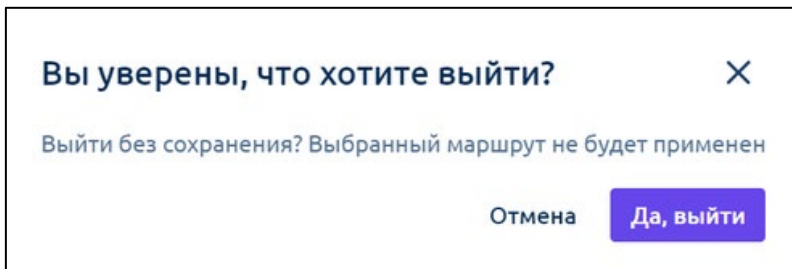 Вы уверены, что хотите выйти?
Выйти без сохранения? Выбранный маршрут не будет применен
Отмена
Да, выйти